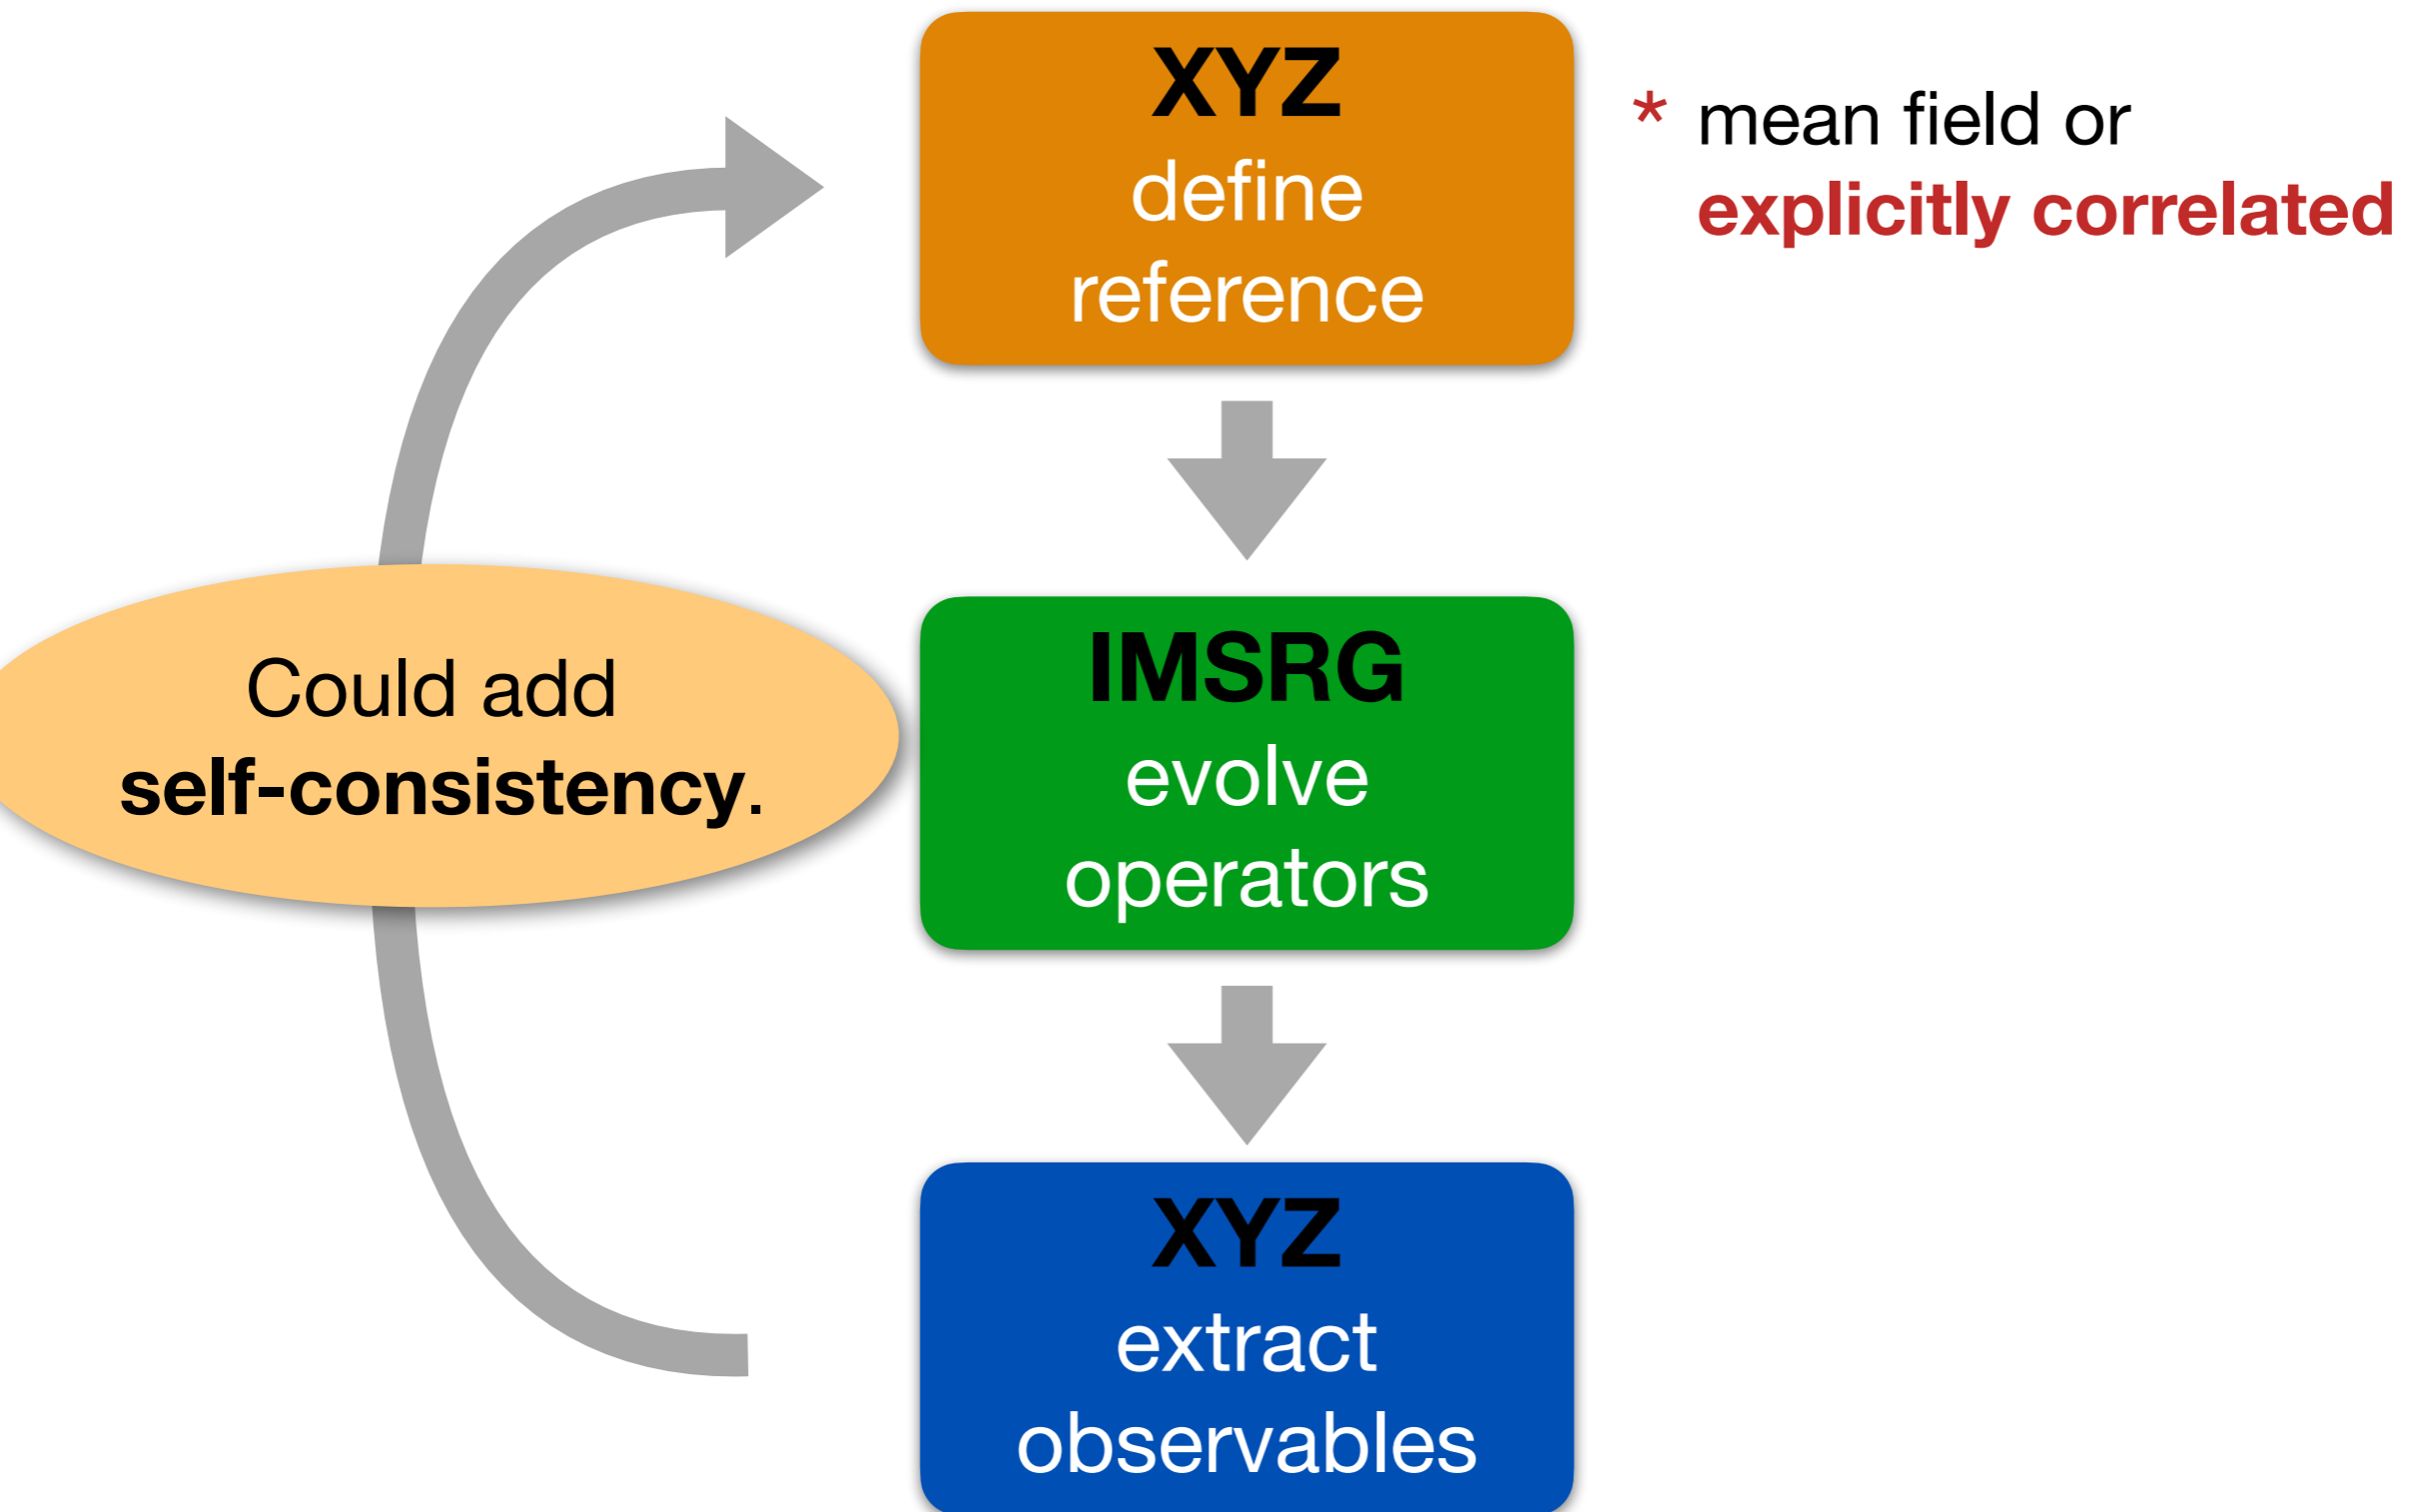 XYZ
define
reference
* mean field or
explicitly correlated
IMSRG
evolve
operators
Could add
self-consistency.
XYZ
extract
observables